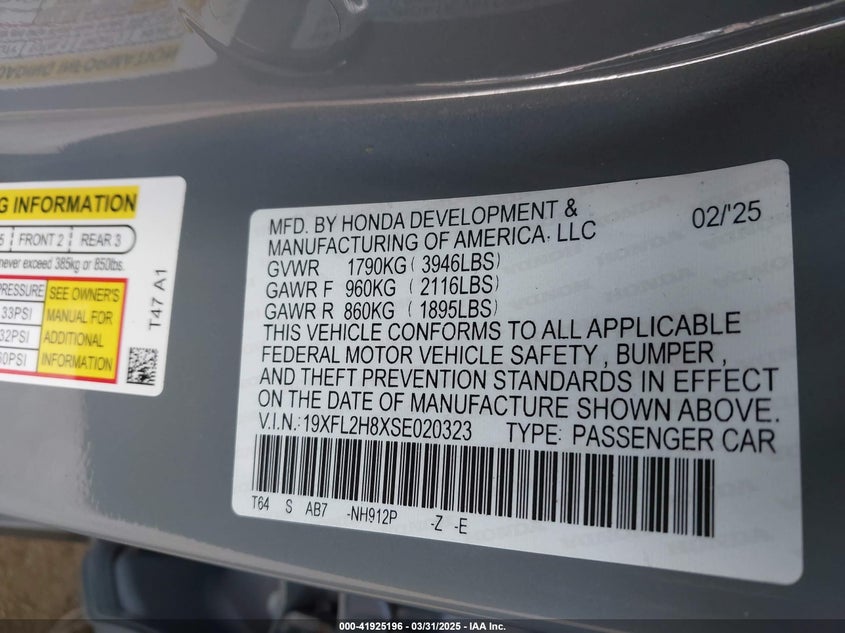 G INFORMATION
5 FRONT 2 REAR 3
never exceed 385kg or 850lbs.
PRESSURE SEE OWNER'S
33PSI MANUAL FOR
32PSI ADDITIONAL
60PSI INFORMATION
T47 A1
MFD. BY HONDA DEVELOPMENT & 02/'25
MANUFACTURING OF AMERICA, LLC
GVWR 1790KG ( 3946LBS)
GAWR F 960KG ( 2116LBS)
GAWR R 860KG ( 1895LBS)
THIS VEHICLE CONFORMS TO ALL APPLICABLE
FEDERAL MOTOR VEHICLE SAFETY , BUMPER ,
AND THEFT PREVENTION STANDARDS IN EFFECT
ON THE DATE OF MANUFACTURE SHOWN ABOVE.
V.I.N.: 19XFL2H8XSE020323 TYPE: PASSENGER CAR
T64 S AB7 -NH912P -Z -E
000-41925196 - 03/31/2025 - IAA Inc.